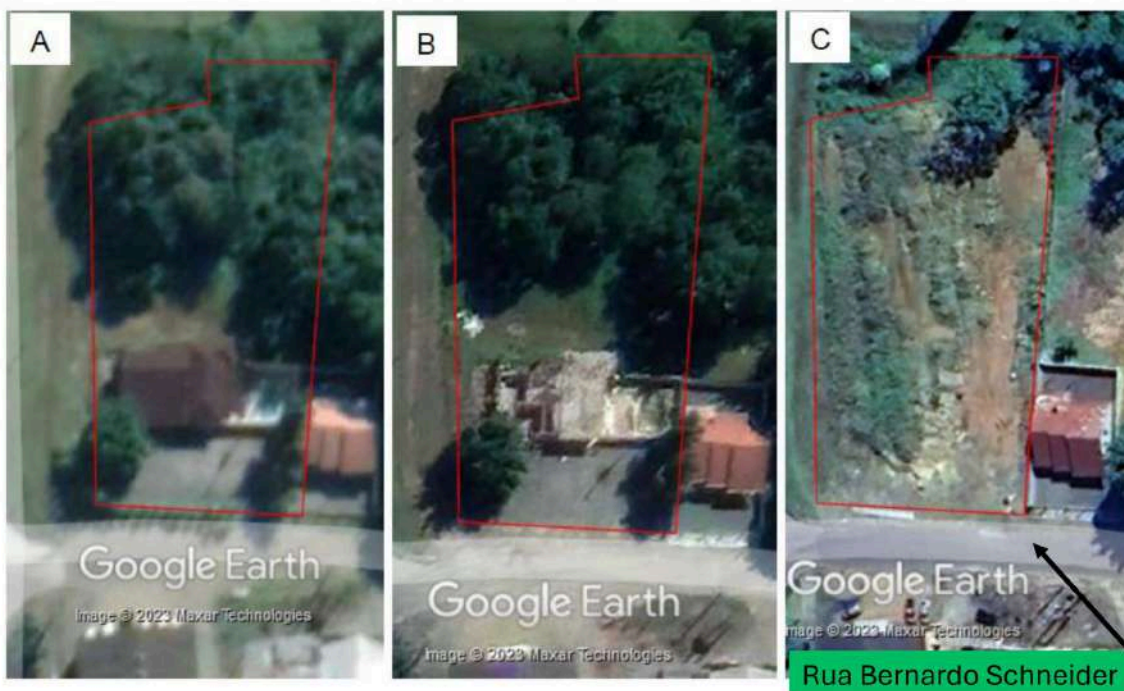 A
B
C
Google Earth
Image © 2023 Maxar Technologies
Google Earth
Image © 2023 Maxar Technologies
Google Earth
mage © 2023 Maxar Technologies
Rua Bernardo Schneider